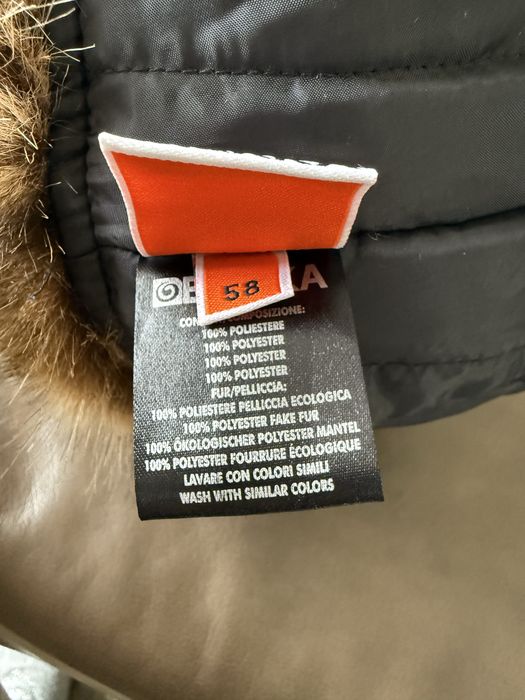 58
COMPOSIZIONE:
100% POLIESTERE
100% POLYESTER
100% POLYESTER
100% POLYESTER
FUR/PELLICCIA:
100% POLIESTERE PELLICCIA ECOLOGICA
100% POLYESTER FAKE FUR
100% ÖKOLOGISCHER POLYESTER MANTEL
100% POLYESTER FOURRURE ÉCOLOGIQUE
LAVARE CON COLORI SIMILI
WASH WITH SIMILAR COLORS